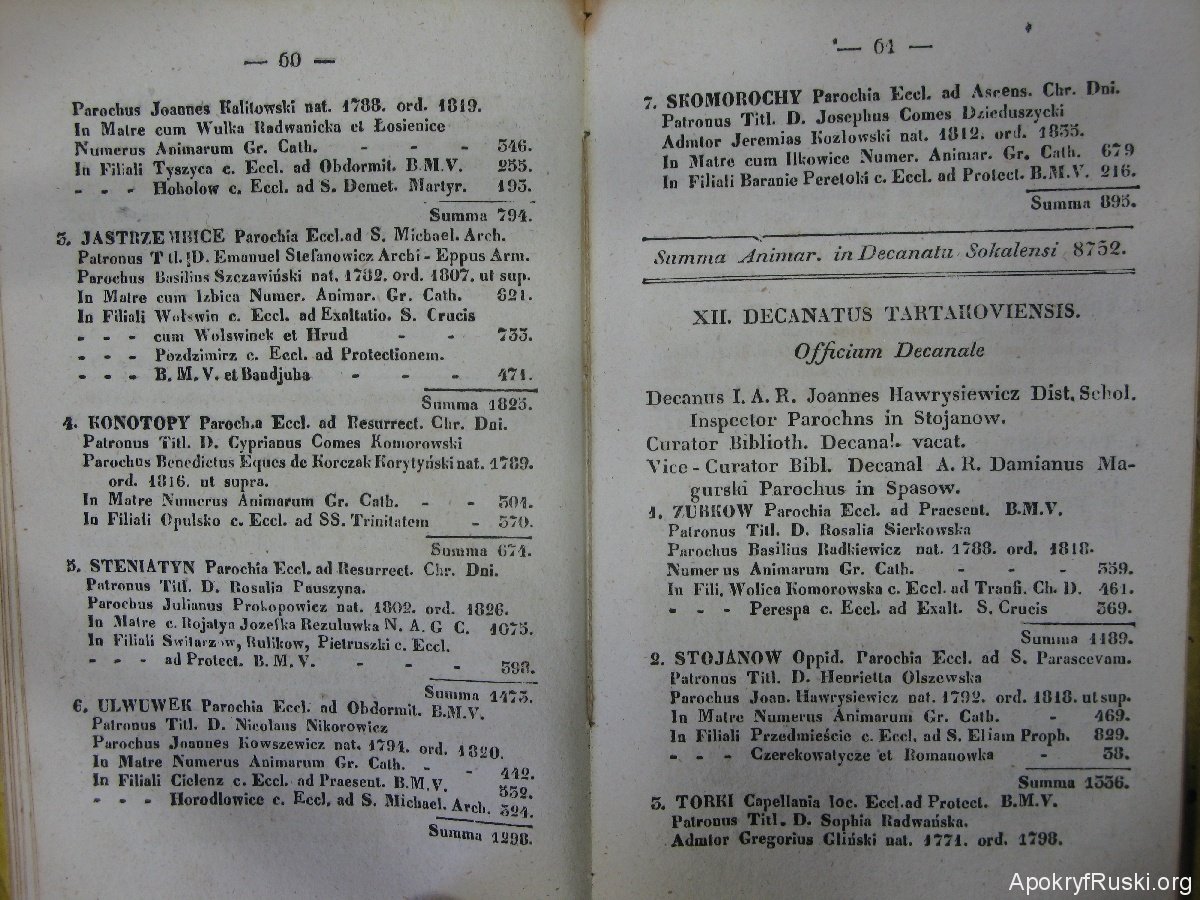 — 60 —
Parochus Joannes Kalitowski nat. 1788. ord. 1819.
In Matre cum Wulka Radwanicka et Łosienice
Numerus Animarum Gr. Cath. - - - 346.
In Filiali Tyszyca c. Eccl. ad Obdormit. B.M.V. 255.
- - - Hoholow c. Eccl. ad S. Demet. Martyr. 193.
Summa 794.
3. JASTRZEMBICE Parochia Eccl.ad S. Michael. Arch.
Patronus T tl. D. Emanuel Stefanowicz Archi - Eppus Arm.
Parochus Basilius Szczawiński nat. 1782. ord. 1807. ut sup.
In Matre cum Izbica Numer. Animar. Gr. Cath. 621.
In Filiali Wolswin c. Eccl. ad Exaltatio. S. Crucis
- - - cum Wolswinek et Hrud - - 733.
- - - Pozdzimirz c. Eccl. ad Protectionem.
- - - B. M. V. et Bandjuha - - - 471.
Summa 1825.
4. KONOTOPY Paroch.a Eccl. ad Resurrect. Chr. Dni.
Patronus Titl. D. Cyprianus Comes Komorowski
Parochus Benedictus Eques de Korczak Korytyński nat. 1789.
ord. 1816. ut supra.
In Matre Numerus Animarum Gr. Cath. - - 304.
In Filiali Opulsko c. Eccl. ad SS. Trinitatem - 370.
Summa 674.
5. STENIATYN Parochia Eccl. ad Resurrect. Chr. Dni.
Patronus Titl. D. Rosalia Pauszyna.
Parochus Julianus Prokopowicz nat. 1802. ord. 1826.
In Matre c. Rojatyn Jozefka Rezuluwka N. A. G C. 1075.
In Filiali Switarzow, Rulikow, Pietruszki c. Eccl.
- - - ad Protect. B. M. V. - - - 398.
Summa 1473.
6. ULWUWEK Parochia Eccl. ad Obdormit. B.M.V.
Patronus Titl. D. Nicolaus Nikorowicz
Parochus Joannes Kowszewicz nat. 1794. ord. 1820.
In Matre Numerus Animarum Gr. Cath. - - 442.
In Filiali Cielenz c. Eccl. ad Praesent. B.M.V. 532.
- - - Horodlowice c. Eccl. ad S. Michael. Arch. 324.
Summa 1298.
— 61 —
7. SKOMOROCHY Parochia Eccl. ad Ascens. Chr. Dni.
Patronus Titl. D. Josephus Comes Dzieduszycki
Admtor Jeremias Kozlowski nat. 1812. ord. 1835.
In Matre cum Ilkowice Numer. Animar. Gr. Cath. 679
In Filiali Baranie Peretoki c. Eccl. ad Protect. B.M.V. 216.
Summa 895.
Summa Animar. in Decanatu Sokalensi 8752.
XII. DECANATUS TARTAKOVIENSIS.
Officium Decanale
Decanus I. A. R. Joannes Hawrysiewicz Dist. Schol.
Inspector Parochns in Stojanow.
Curator Biblioth. Decanal. vacat.
Vice - Curator Bibl. Decanal A. R. Damianus Ma-
gurski Parochus in Spasow.
1. ZUBKOW Parochia Eccl. ad Praesent. B.M.V.
Patronus Titl. D. Rosalia Sierkowska
Parochus Basilius Radkiewicz nat. 1788. ord. 1818.
Numerus Animarum Gr. Cath. - - - 359.
In Fili. Wolica Komorowska c. Eccl. ad Tranfi. Ch. D. 461.
- - - Perespa c. Eccl. ad Exalt. S. Crucis 369.
Summa 1189.
2. STOJANOW Oppid. Parochia Eccl. ad S. Parascevam.
Patronus Titl. D. Henrietta Olszewska
Parochus Joan. Hawrysiewicz nat. 1792. ord. 1818. ut sup.
In Matre Numerus Animarum Gr. Cath. - 469.
In Filiali Przedmieście c. Eccl. ad S. Eliam Proph. 829.
- - - Czerekowatycze et Romanowka - 38.
Summa 1336.
3. TORKI Capellania loc. Eccl.ad Protect. B.M.V.
Patronus Titl. D. Sophia Radwańska.
Admtor Gregorius Gliński nat. 1771. ord. 1798.
ApokryfRuski.org